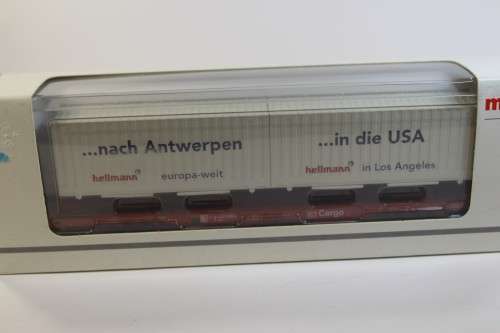 ...nach Antwerpen
hellmann europa-weit
...in die USA
hellmann in Los Angeles
Cargo
m